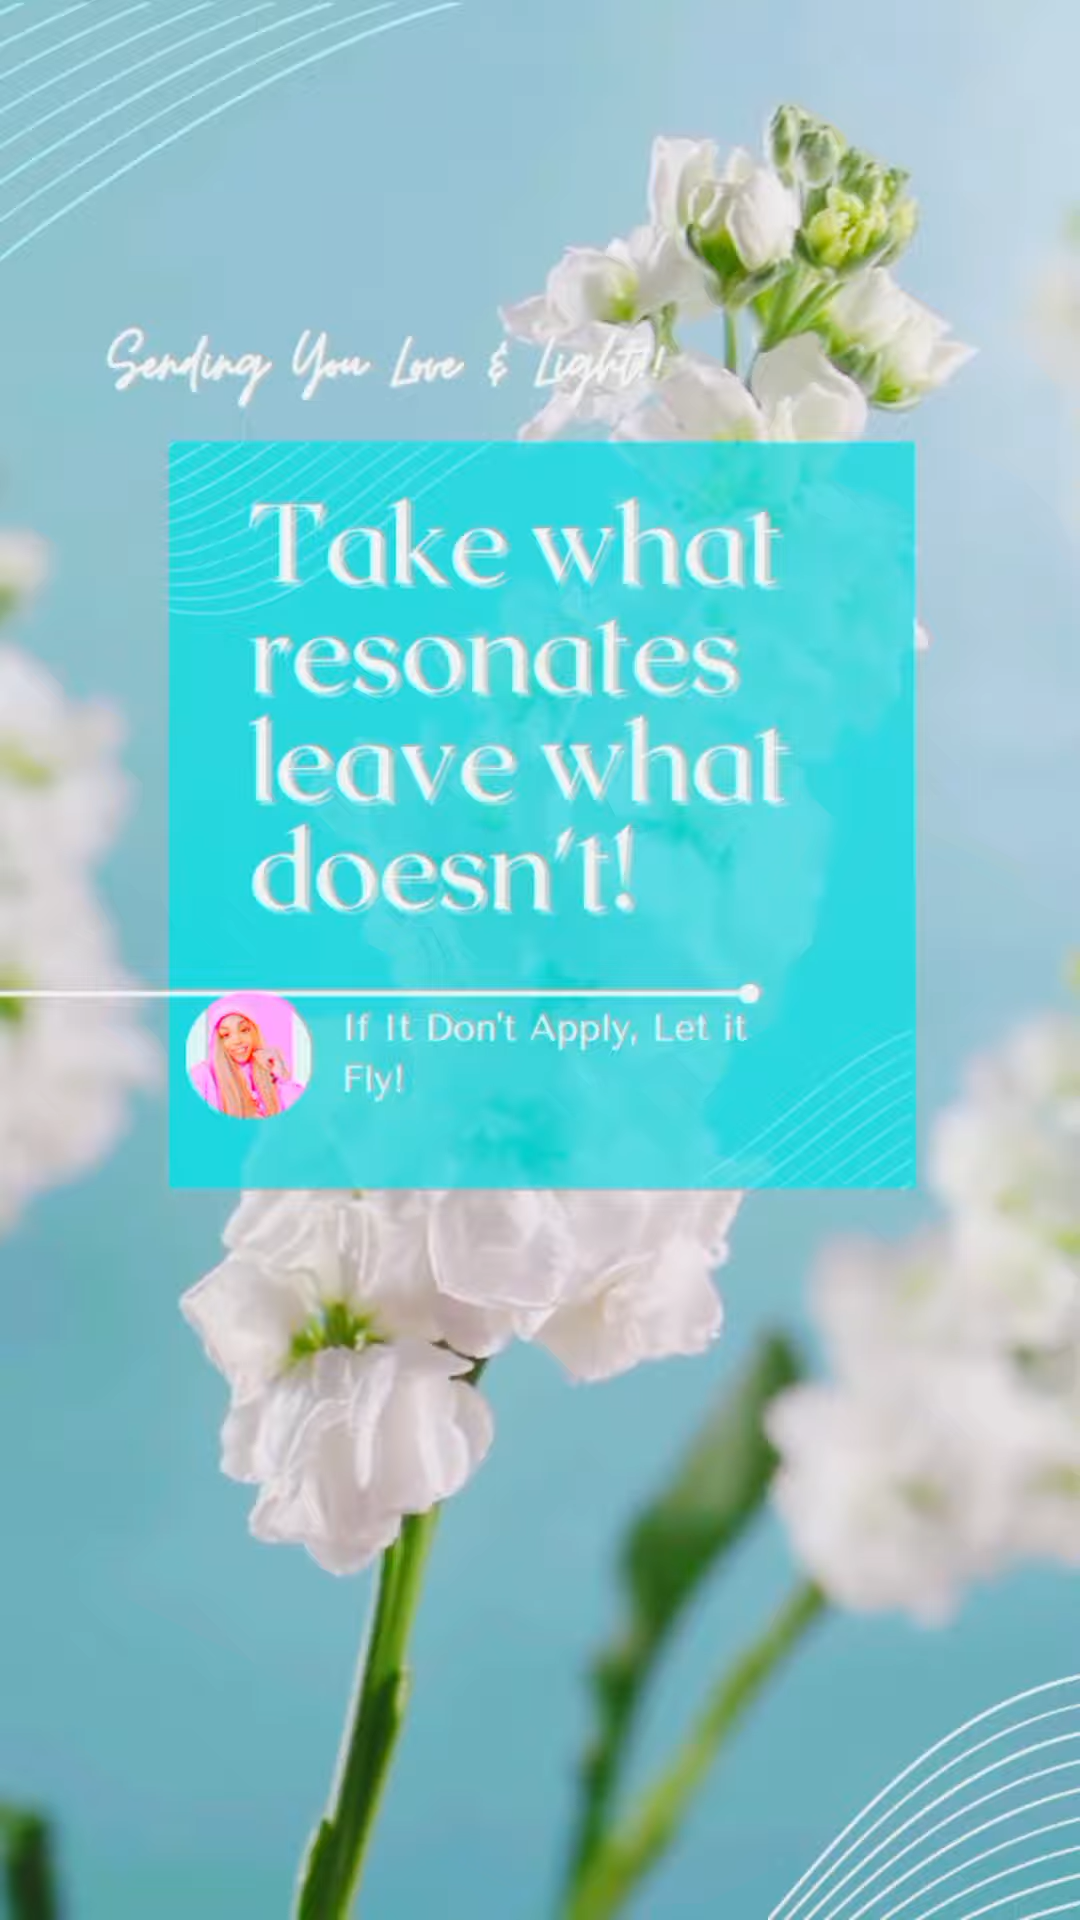 Sending You Love & Light!!
Take what
resonates
leave what
doesn't!
If It Don't Apply, Let it
Fly!